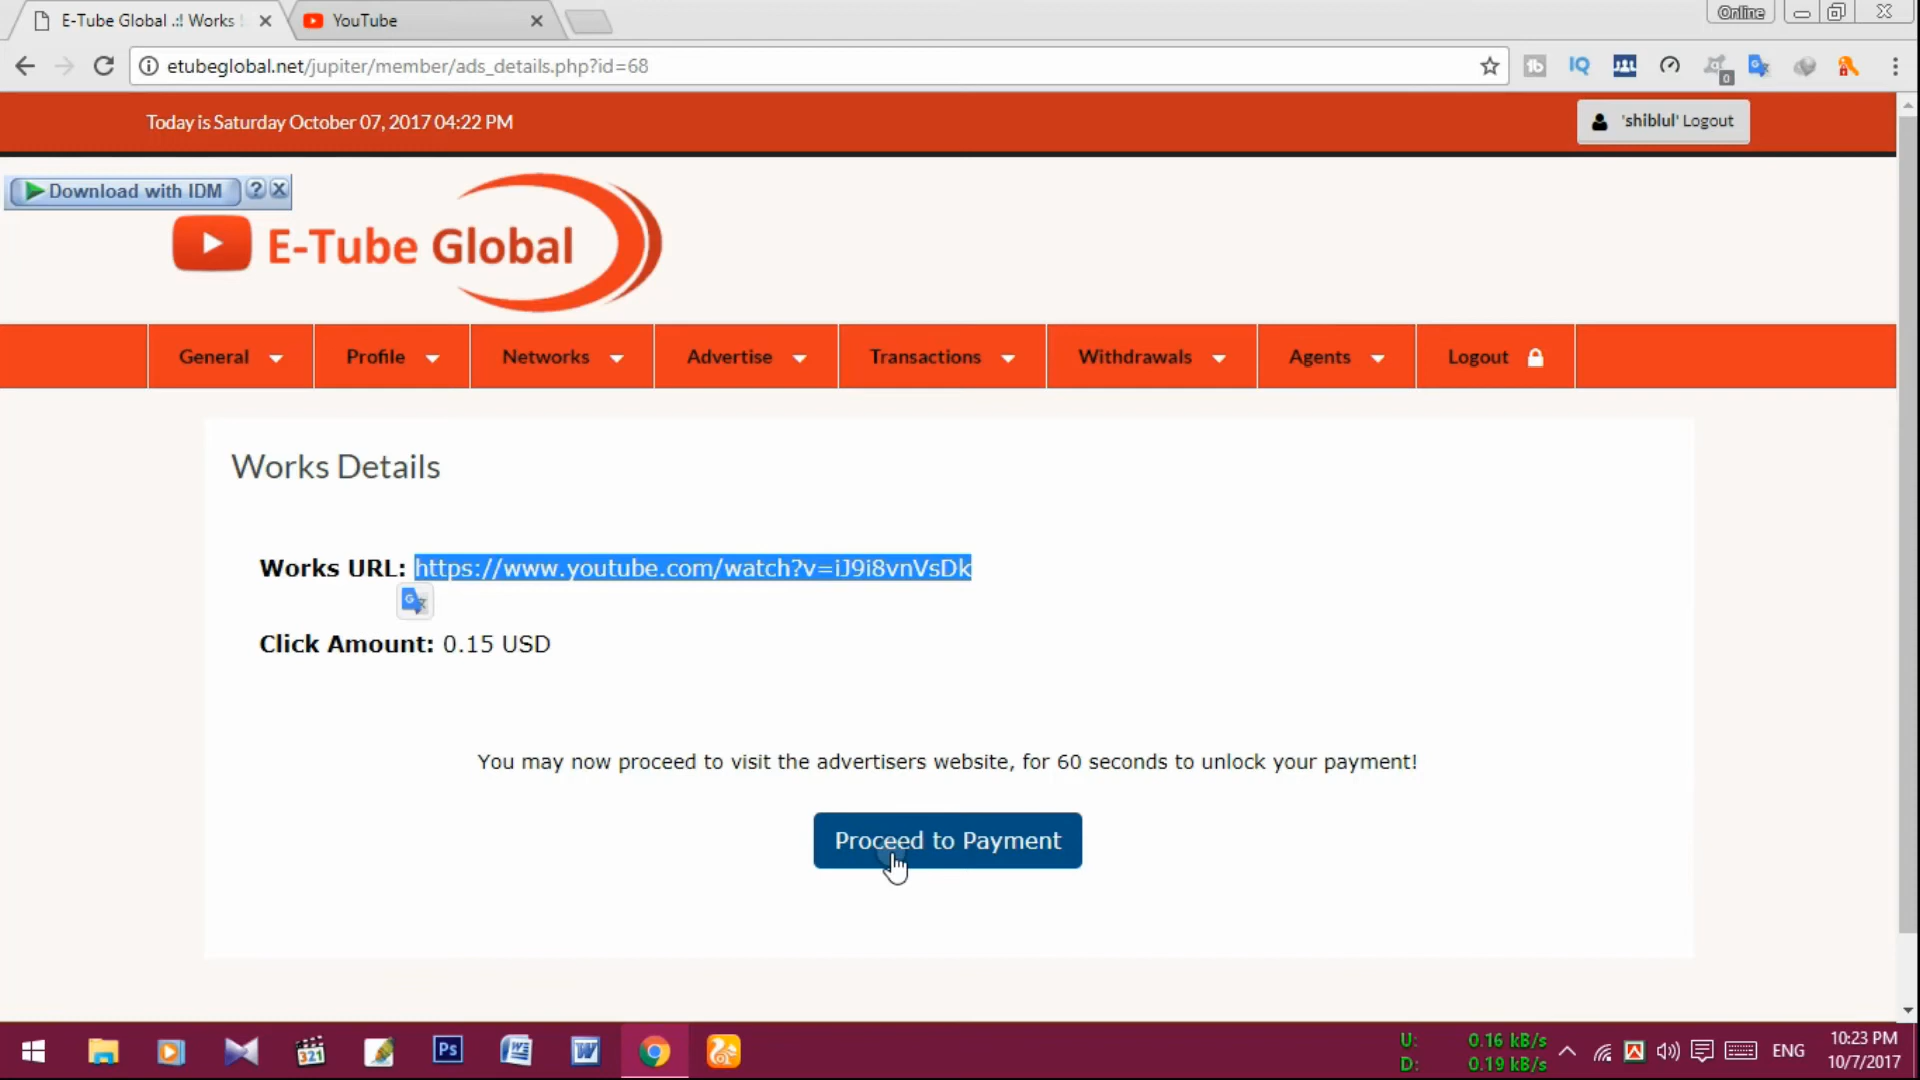 E-Tube Global .:! Works
YouTube
Online
etubeglobal.net/jupiter/member/ads_details.php?id=68
Today is Saturday October 07, 2017 04:22 PM
'shiblul' Logout
Download with IDM
E-Tube Global
General
Profile
Networks
Advertise
Transactions
Withdrawals
Agents
Logout
Works Details
Works URL: https://www.youtube.com/watch?v=iJ9i8vnVsDk
Click Amount: 0.15 USD
You may now proceed to visit the advertisers website, for 60 seconds to unlock your payment!
Proceed to Payment
U: 0.16 kB/s
D: 0.19 kB/s
ENG
10:23 PM
10/7/2017
IQ
0
321
Ps
W